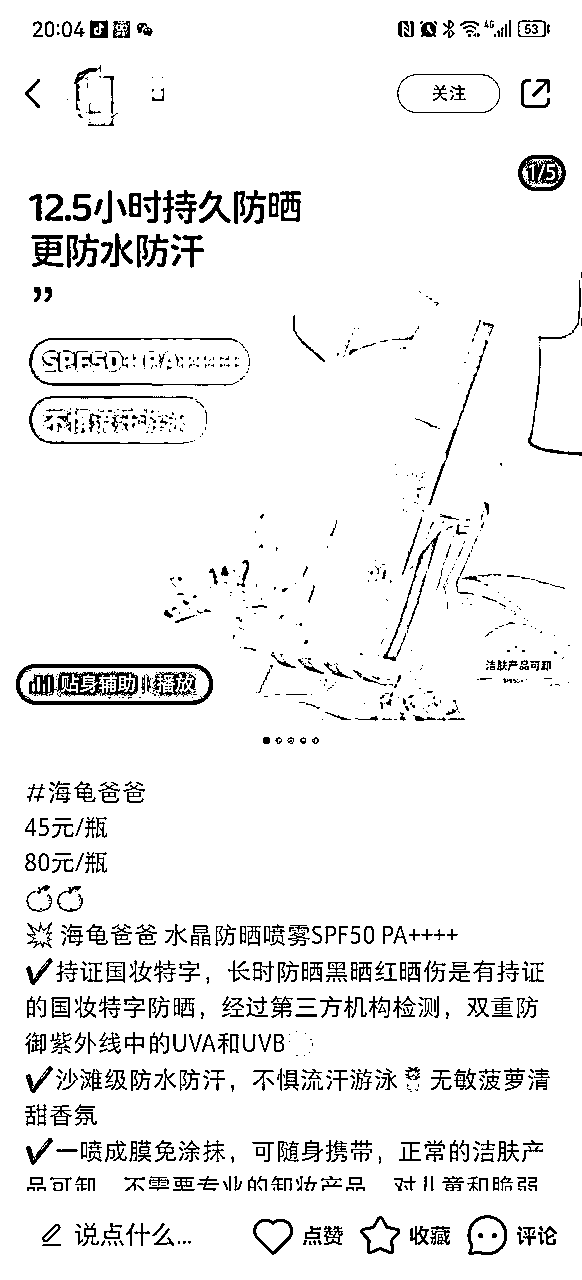 20:04
4G
53
关注
1/5
12.5小时持久防晒
更防水防汗
”
SPF50+ PA++++
不惧流汗游泳
洁肤产品可卸
贴身辅助 播放
#海龟爸爸
45元/瓶
80元/瓶
海龟爸爸 水晶防晒喷雾SPF50 PA++++
✔持证国妆特字，长时防晒黑晒红晒伤是有持证
的国妆特字防晒，经过第三方机构检测，双重防
御紫外线中的UVA和UVB
✔沙滩级防水防汗，不惧流汗游泳 无敏菠萝清
甜香氛
✔一喷成膜免涂抹，可随身携带，正常的洁肤产
品可卸，不需要专业的卸妆产品，对儿童和脆弱
说点什么...
点赞
收藏
评论